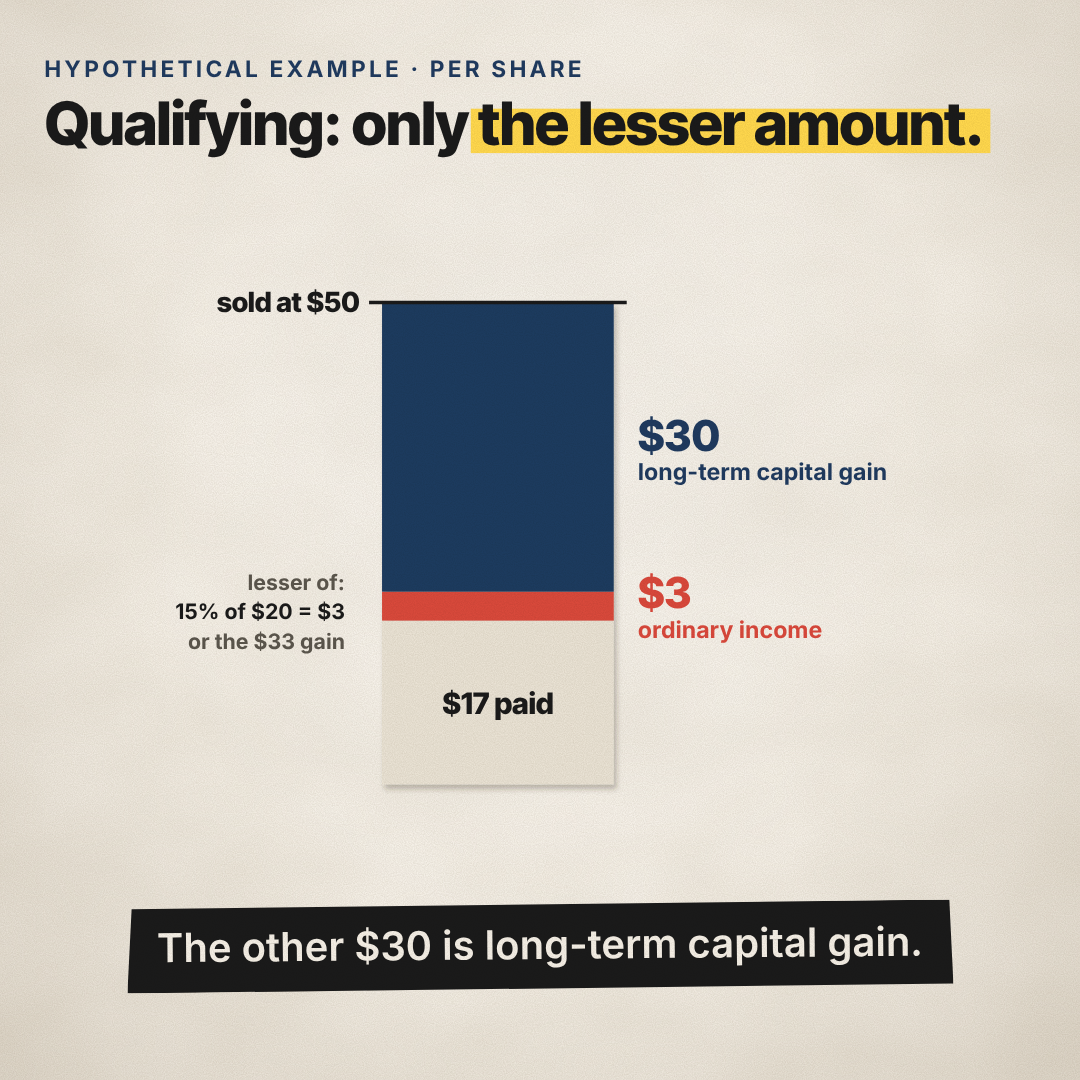 HYPOTHETICAL EXAMPLE · PER SHARE
Qualifying: only the lesser amount.
sold at $50
$30
long-term capital gain
lesser of:
15% of $20 = $3
or the $33 gain
$3
ordinary income
$17 paid
The other $30 is long-term capital gain.